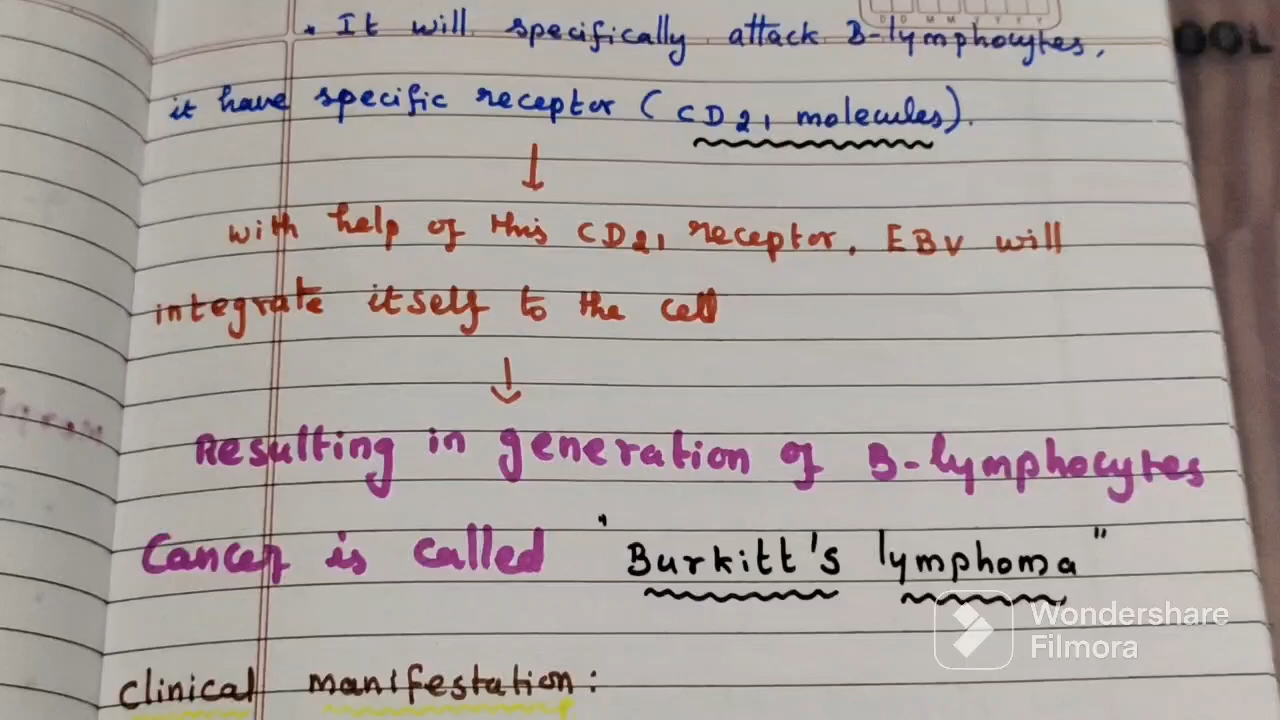 D D M M Y Y Y Y
OOL
• It will specifically attack B-lymphocytes,
it have specific receptor (CD21 molecules).
↓
with help of this CD21 receptor, EBV will
integrate itself to the cell
↓
Resulting in generation of B-lymphocytes
Cancer is called "Burkitt's lymphoma"
Wondershare
Filmora
clinical manifestation: